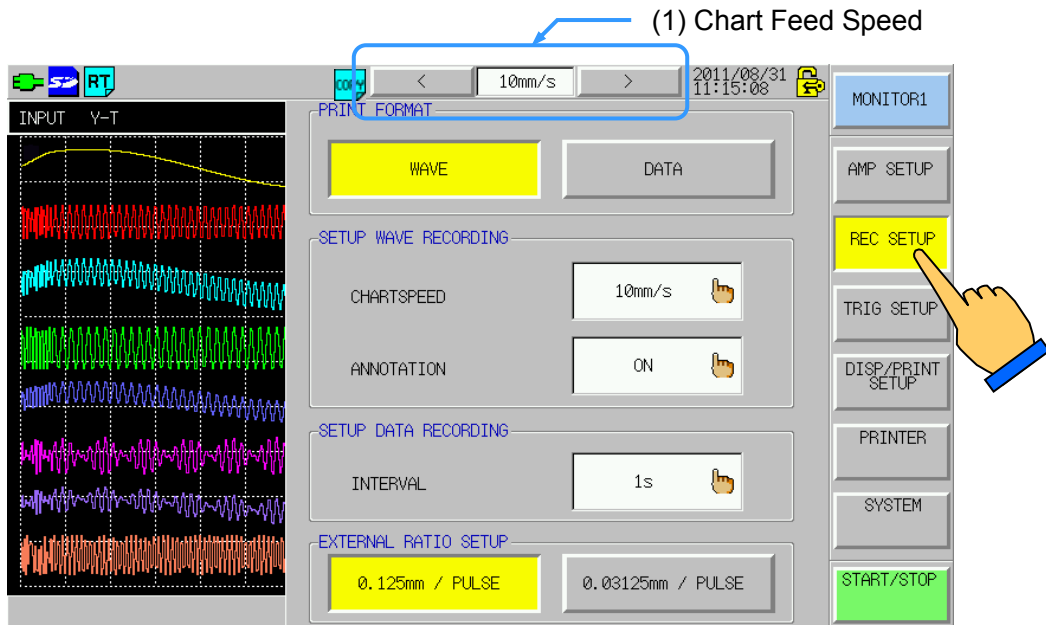 (1) Chart Feed Speed
SD RT COPY < 10mm/s > 2011/08/31
11:15:08
MONITOR1
INPUT Y-T
PRINT FORMAT
WAVE DATA
AMP SETUP
SETUP WAVE RECORDING
REC SETUP
CHARTSPEED 10mm/s
TRIG SETUP
ANNOTATION ON
DISP/PRINT
SETUP
SETUP DATA RECORDING
PRINTER
INTERVAL 1s
SYSTEM
EXTERNAL RATIO SETUP
0.125mm / PULSE 0.03125mm / PULSE
START/STOP